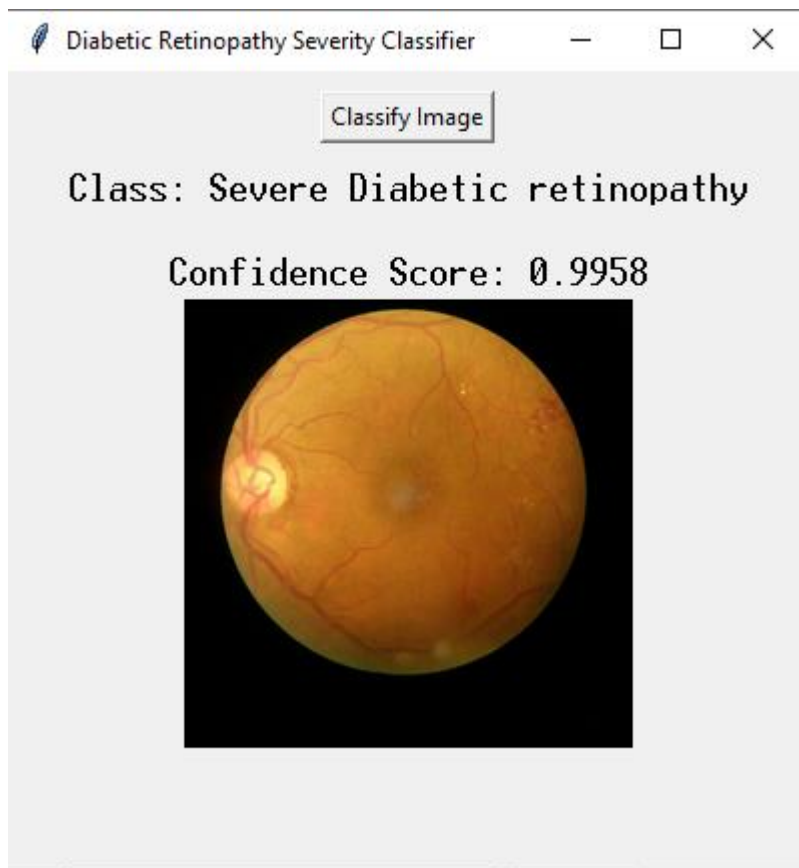 Diabetic Retinopathy Severity Classifier
Classify Image
Class: Severe Diabetic retinopathy
Confidence Score: 0.9958